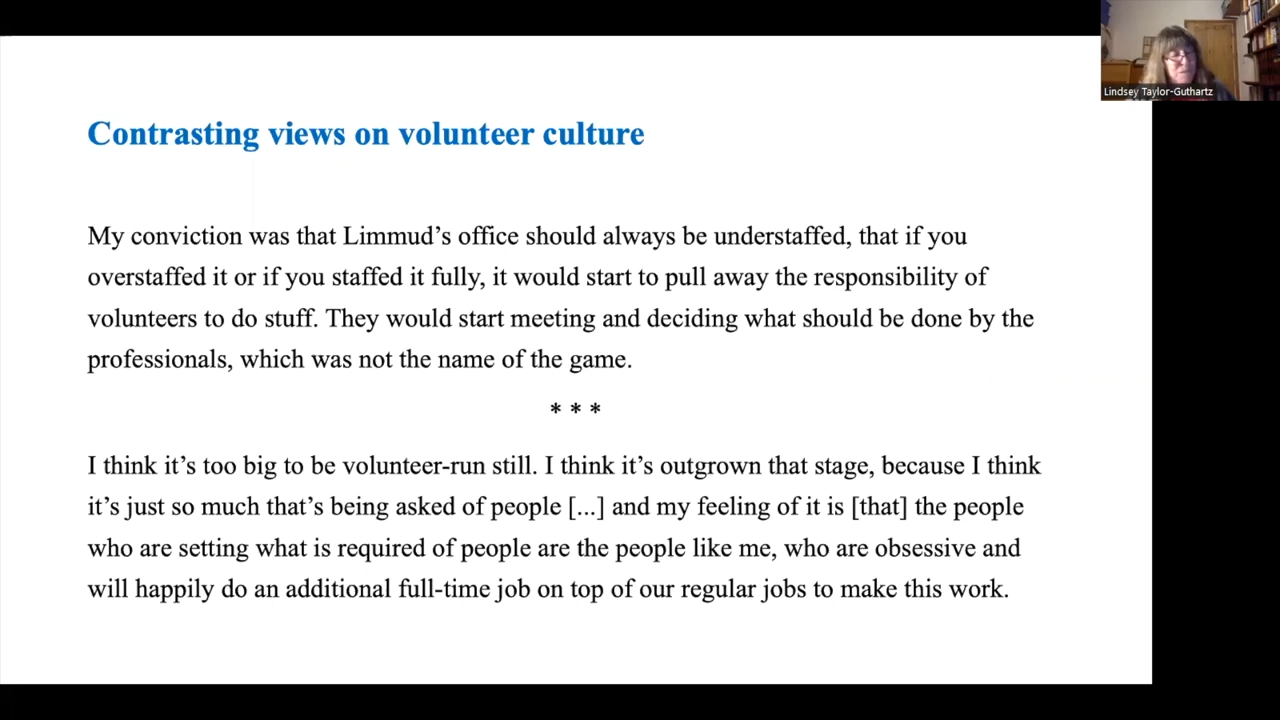 Lindsey Taylor-Guthartz
Contrasting views on volunteer culture
My conviction was that Limmud’s office should always be understaffed, that if you
overstaffed it or if you staffed it fully, it would start to pull away the responsibility of
volunteers to do stuff. They would start meeting and deciding what should be done by the
professionals, which was not the name of the game.
* * *
I think it’s too big to be volunteer-run still. I think it’s outgrown that stage, because I think
it’s just so much that’s being asked of people [...] and my feeling of it is [that] the people
who are setting what is required of people are the people like me, who are obsessive and
will happily do an additional full-time job on top of our regular jobs to make this work.